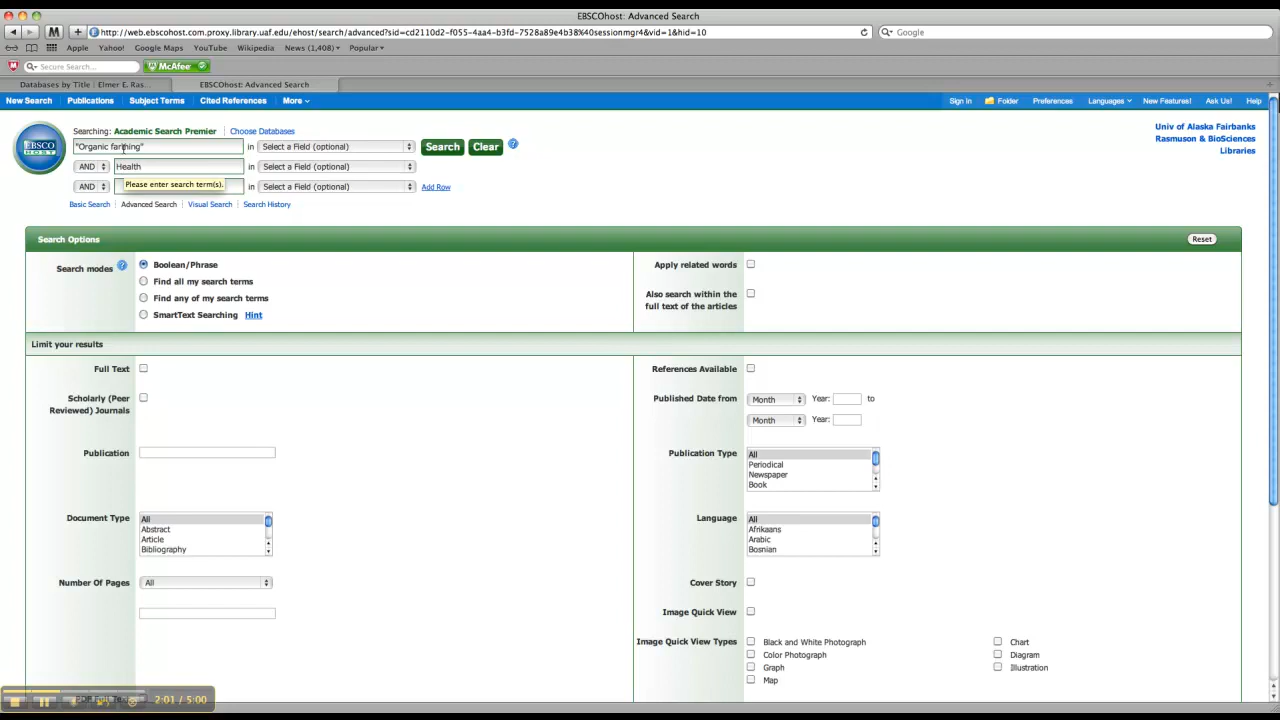 EBSCOhost: Advanced Search
http://web.ebscohost.com.proxy.library.uaf.edu/ehost/search/advanced?sid=cd2110d2-f055-4aa4-b3fd-7528a89e4b38%40sessionmgr4&vid=1&hid=10
Google
Apple Yahoo! Google Maps YouTube Wikipedia News (1,408) Popular
Secure Search... McAfee
Databases by Title | Elmer E. Ras... EBSCOhost: Advanced Search
New Search Publications Subject Terms Cited References More Sign In Folder Preferences Languages New Features! Ask Us! Help
EBSCO HOST
Searching: Academic Search Premier Choose Databases
"Organic farming" in Select a Field (optional) Search Clear
AND Health in Select a Field (optional)
Please enter search term(s).
AND in Select a Field (optional) Add Row
Basic Search Advanced Search Visual Search Search History
Univ of Alaska Fairbanks
Rasmuson & BioSciences
Libraries
Search Options Reset
Search modes Boolean/Phrase
Find all my search terms
Find any of my search terms
SmartText Searching Hint
Apply related words
Also search within the
full text of the articles
Limit your results
Full Text
Scholarly (Peer
Reviewed) Journals
Publication
Document Type All
Abstract
Article
Bibliography
Number Of Pages All
References Available
Published Date from Month Year: to
Month Year:
Publication Type All
Periodical
Newspaper
Book
Language All
Afrikaans
Arabic
Bosnian
Cover Story
Image Quick View
Image Quick View Types Black and White Photograph Chart
Color Photograph Diagram
Graph Illustration
Map
2:01 / 5:00